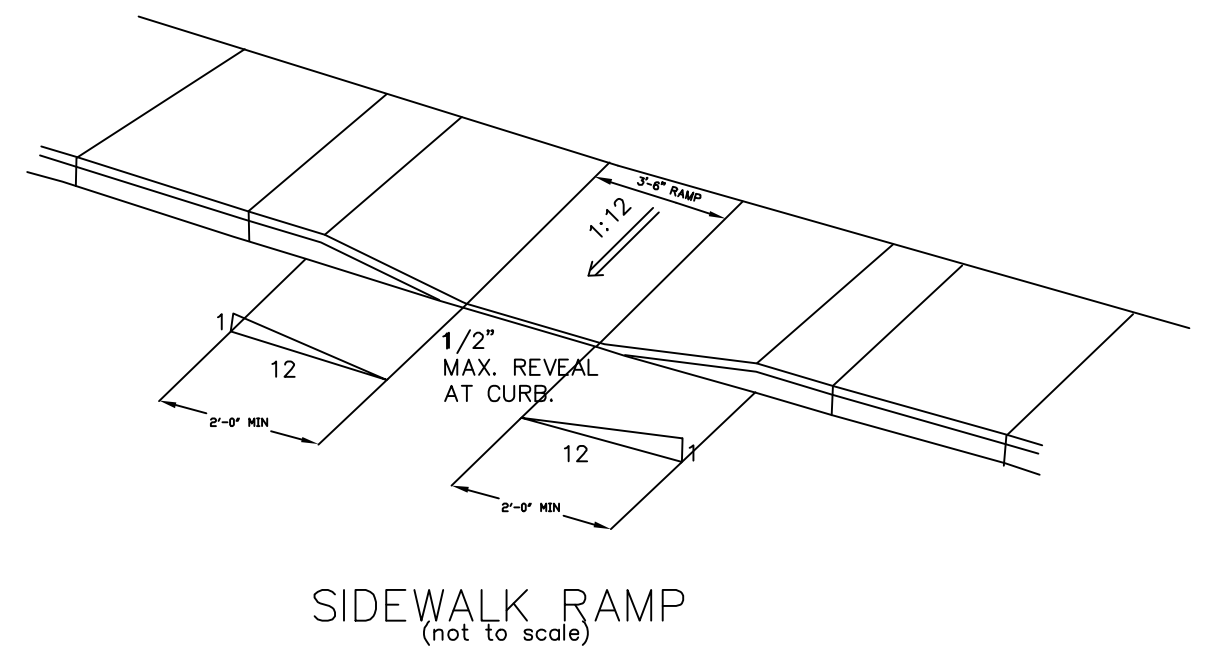 3'-6" RAMP
1:12
1
12
1/2"
MAX. REVEAL
AT CURB.
2'-0" MIN
12
1
2'-0" MIN
SIDEWALK RAMP
(not to scale)